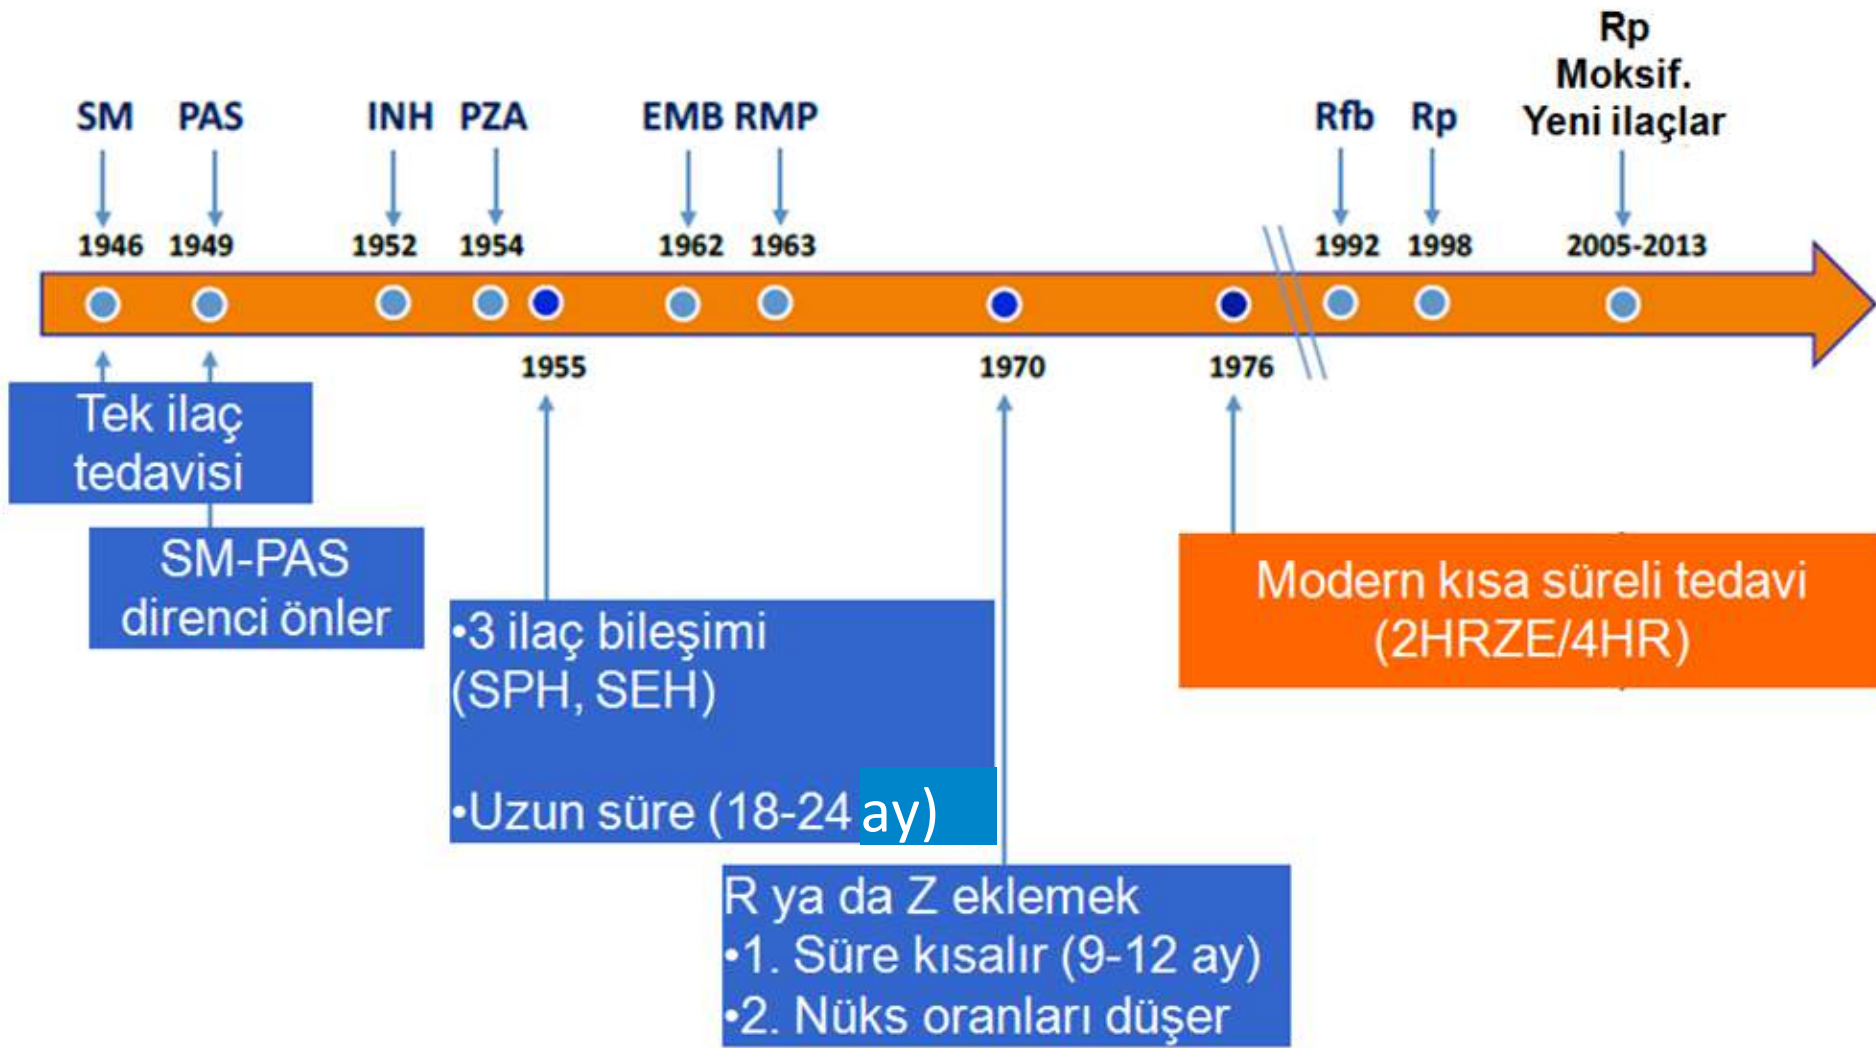 Rp
Moksif.
Yeni ilaçlar
SM PAS INH PZA EMB RMP Rfb Rp
1946 1949 1952 1954 1962 1963 1992 1998 2005-2013
1955 1970 1976
Tek ilaç
tedavisi
SM-PAS
direnci önler
•3 ilaç bileşimi
(SPH, SEH)
•Uzun süre (18-24 ay)
Modern kısa süreli tedavi
(2HRZE/4HR)
R ya da Z eklemek
•1. Süre kısalır (9-12 ay)
•2. Nüks oranları düşer